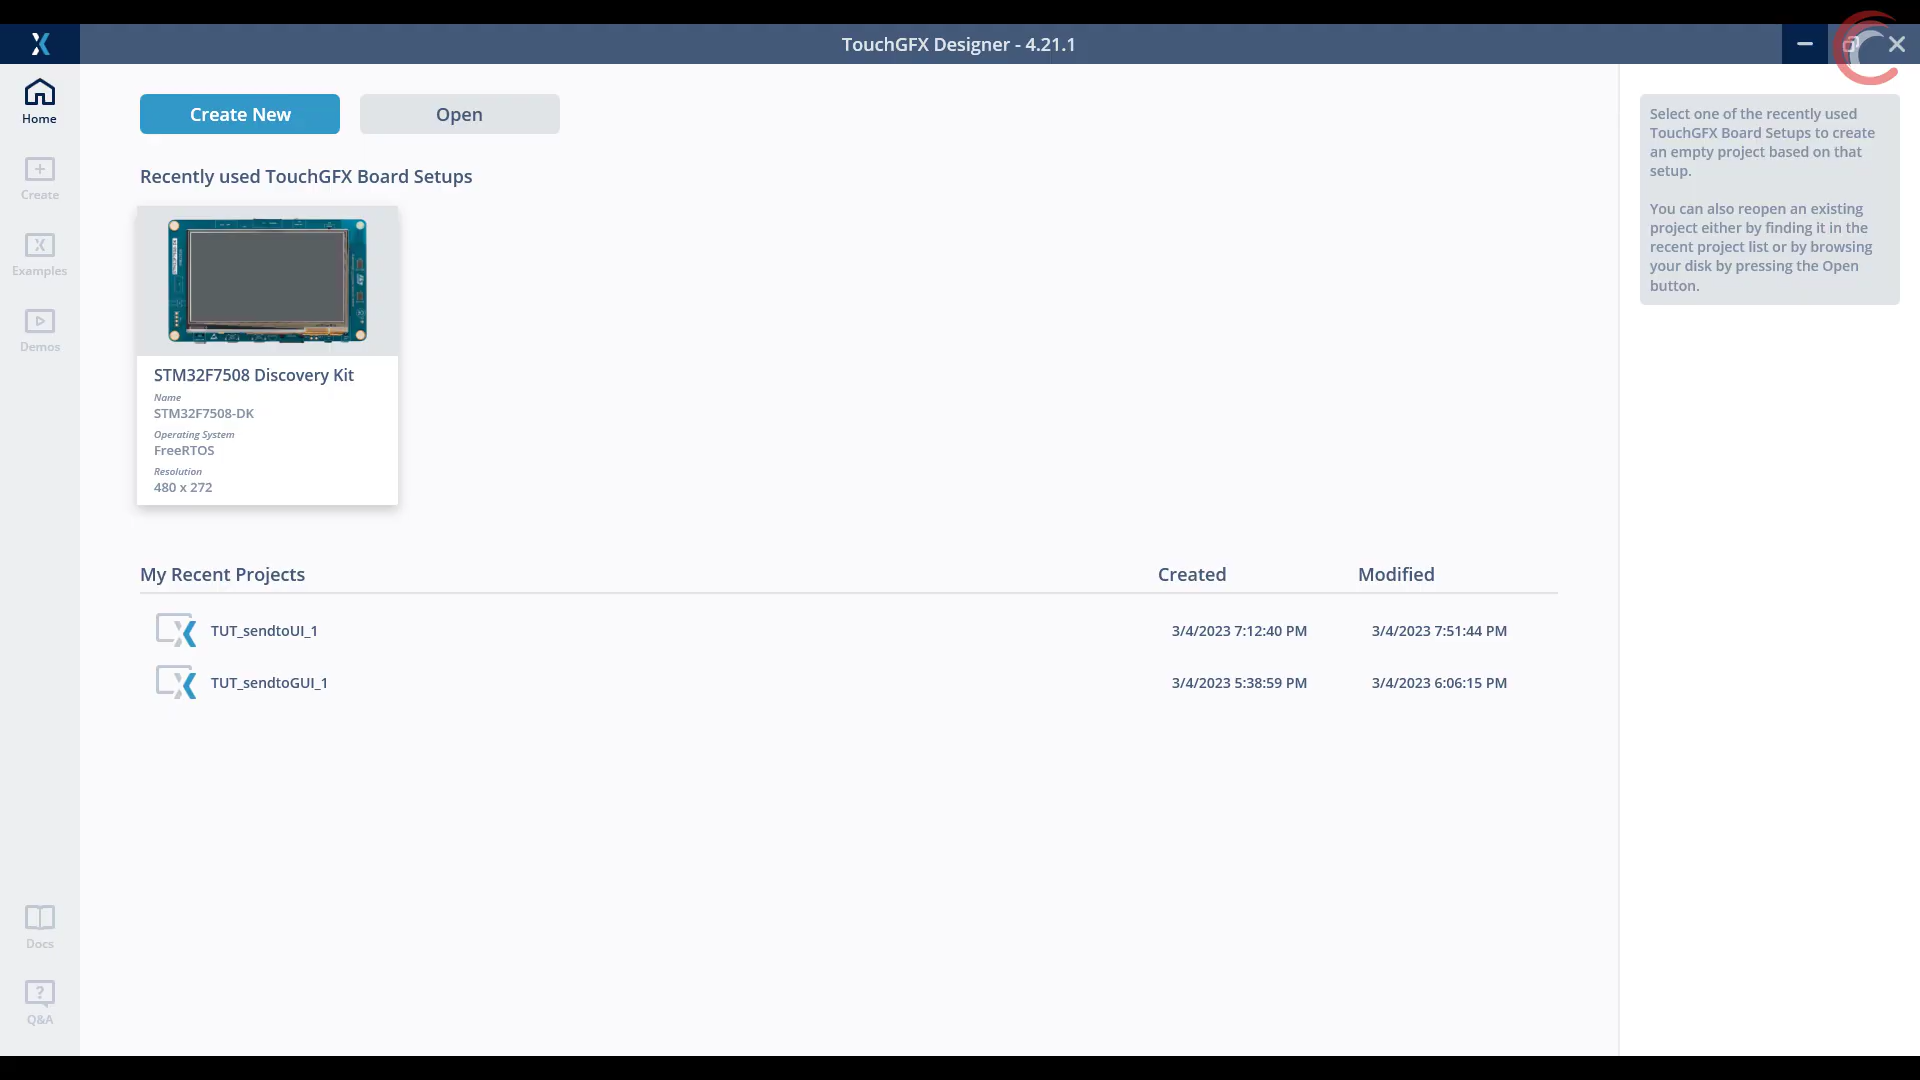 TouchGFX Designer - 4.21.1
Home
Create
Examples
Demos
Docs
Q&A
Create New
Open
Recently used TouchGFX Board Setups
STM32F7508 Discovery Kit
Name
STM32F7508-DK
Operating System
FreeRTOS
Resolution
480 x 272
My Recent Projects Created Modified
TUT_sendtoUI_1 3/4/2023 7:12:40 PM 3/4/2023 7:51:44 PM
TUT_sendtoGUI_1 3/4/2023 5:38:59 PM 3/4/2023 6:06:15 PM
Select one of the recently used
TouchGFX Board Setups to create
an empty project based on that
setup.
You can also reopen an existing
project either by finding it in the
recent project list or by browsing
your disk by pressing the Open
button.